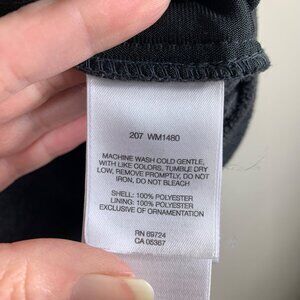 207 WM1480
MACHINE WASH COLD GENTLE,
WITH LIKE COLORS, TUMBLE DRY
LOW, REMOVE PROMPTLY, DO NOT
IRON, DO NOT BLEACH
SHELL: 100% POLYESTER
LINING: 100% POLYESTER
EXCLUSIVE OF ORNAMENTATION
RN 69724
CA 05367